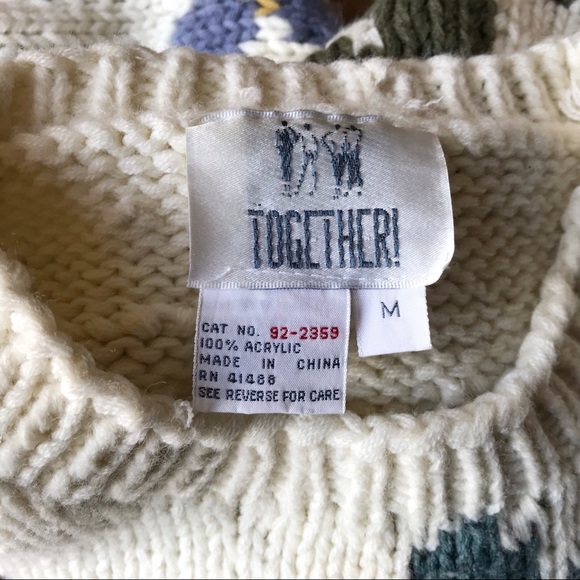 TOGETHER!
M
CAT NO. 92-2359
100% ACRYLIC
MADE IN CHINA
RN 41488
SEE REVERSE FOR CARE